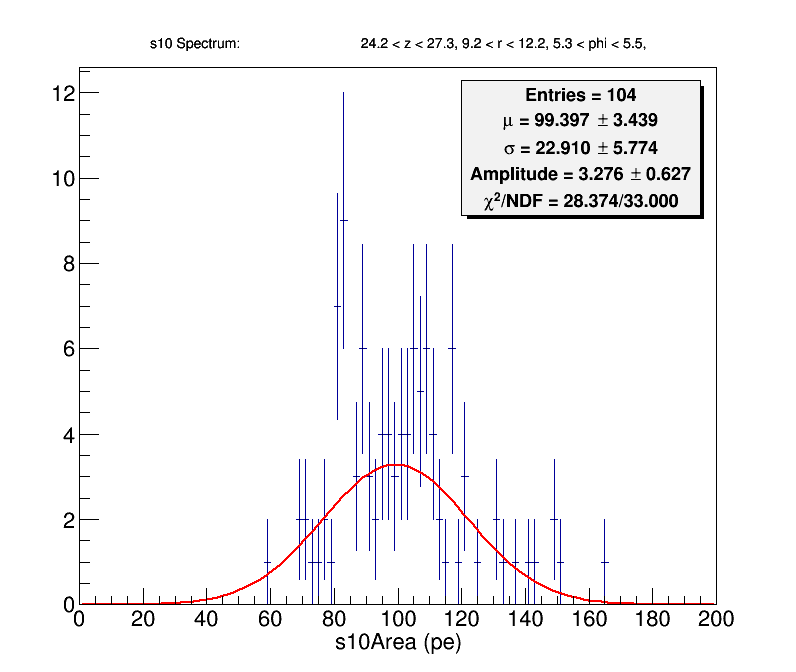 s10 Spectrum: 24.2 < z < 27.3, 9.2 < r < 12.2, 5.3 < phi < 5.5,
Entries = 104
μ = 99.397 ± 3.439
σ = 22.910 ± 5.774
Amplitude = 3.276 ± 0.627
χ²/NDF = 28.374/33.000
12
10
8
6
4
2
0
0 20 40 60 80 100 120 140 160 180 200
s10Area (pe)